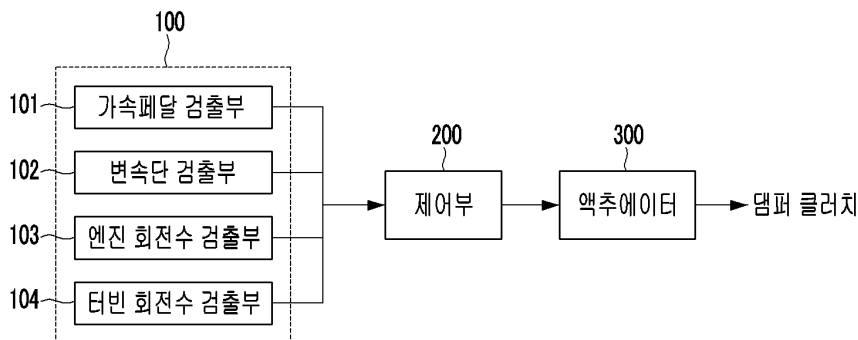 100
101
가속페달 검출부
102
변속단 검출부
103
엔진 회전수 검출부
104
터빈 회전수 검출부
200
제어부
300
액추에이터
댐퍼 클러치